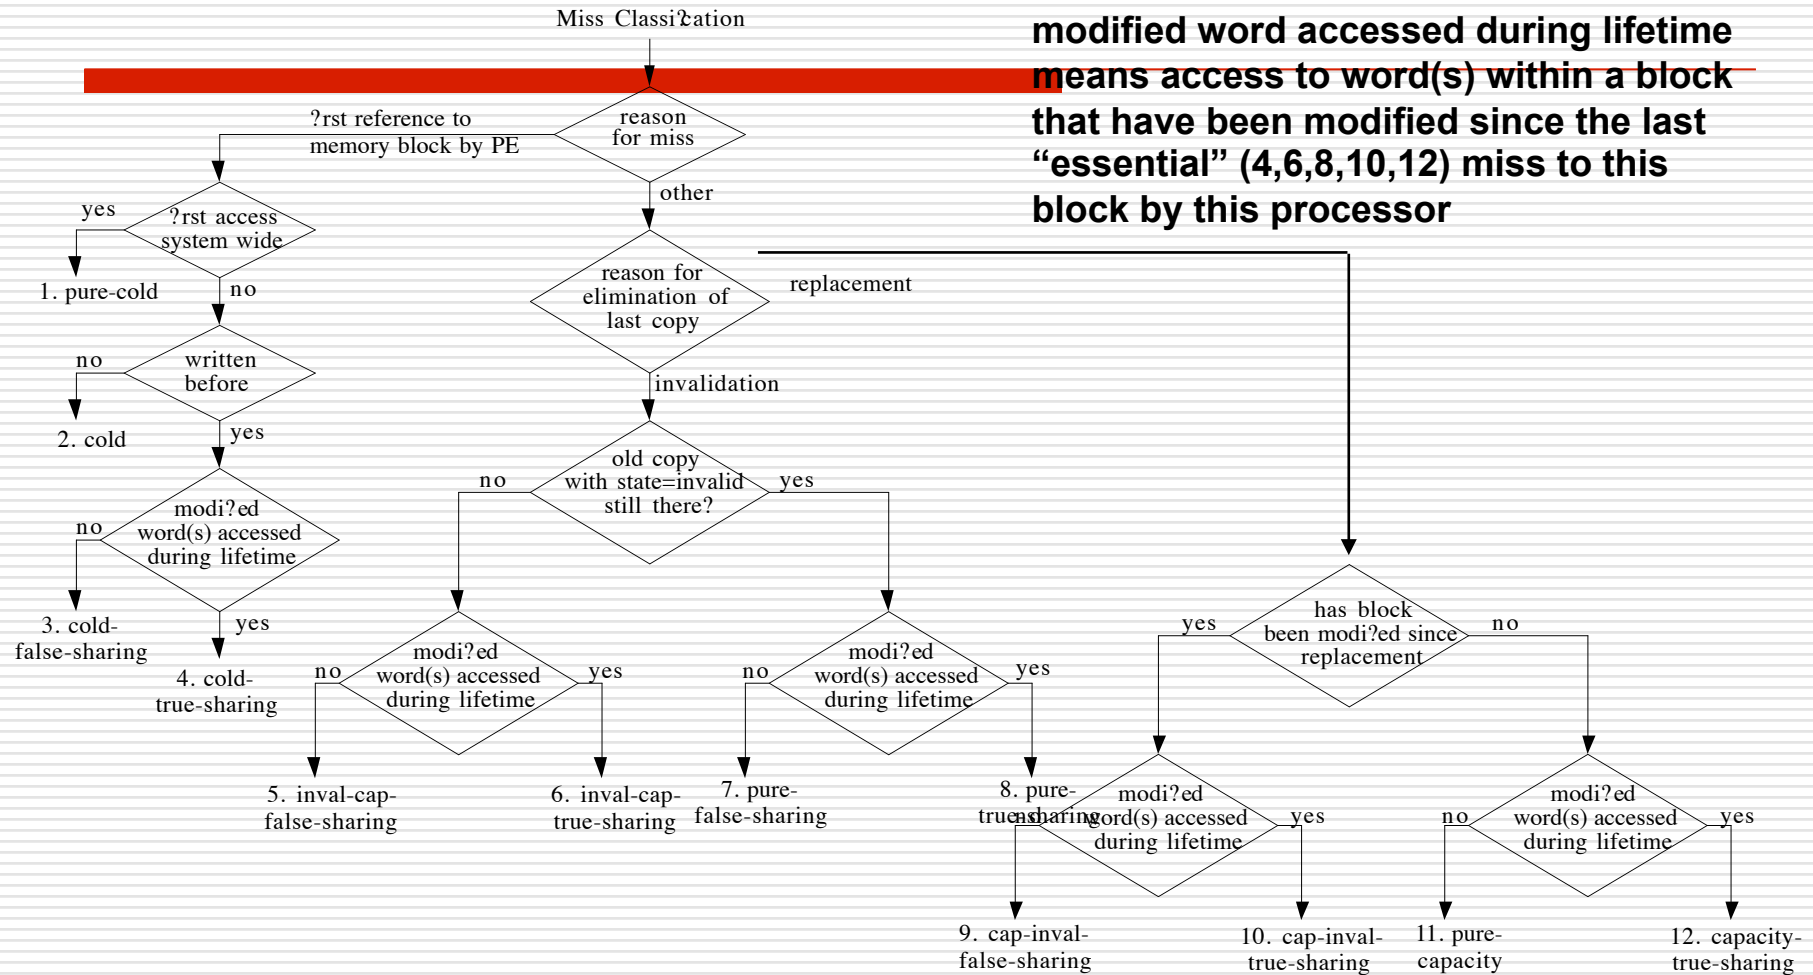 Miss Classi?cation
modified word accessed during lifetime
means access to word(s) within a block
that have been modified since the last
“essential” (4,6,8,10,12) miss to this
block by this processor
reason
for miss
?rst reference to
memory block by PE
other
yes
?rst access
system wide
1. pure-cold
no
reason for
elimination of
last copy
replacement
invalidation
no
written
before
2. cold
yes
old copy
with state=invalid
still there?
no
yes
no
modi?ed
word(s) accessed
during lifetime
3. cold-
false-sharing
yes
4. cold-
true-sharing
no
modi?ed
word(s) accessed
during lifetime
yes
no
modi?ed
word(s) accessed
during lifetime
yes
yes
has block
been modi?ed since
replacement
no
5. inval-cap-
false-sharing
6. inval-cap-
true-sharing
7. pure-
false-sharing
8. pure-
true-sharing
no
modi?ed
word(s) accessed
during lifetime
yes
no
modi?ed
word(s) accessed
during lifetime
yes
9. cap-inval-
false-sharing
10. cap-inval-
true-sharing
11. pure-
capacity
12. capacity-
true-sharing